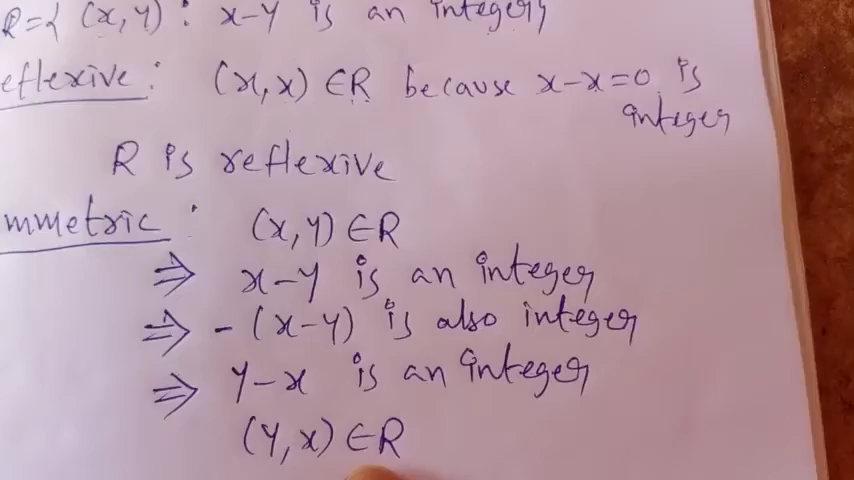 R={ (x,y) : x-y is an integer}
eflexive: (x,x) ∈R because x-x=0 is
integer
R is reflexive
mmetric : (x,y) ∈R
⇒ x-y is an integer
⇒ -(x-y) is also integer
⇒ y-x is an integer
(y,x) ∈R